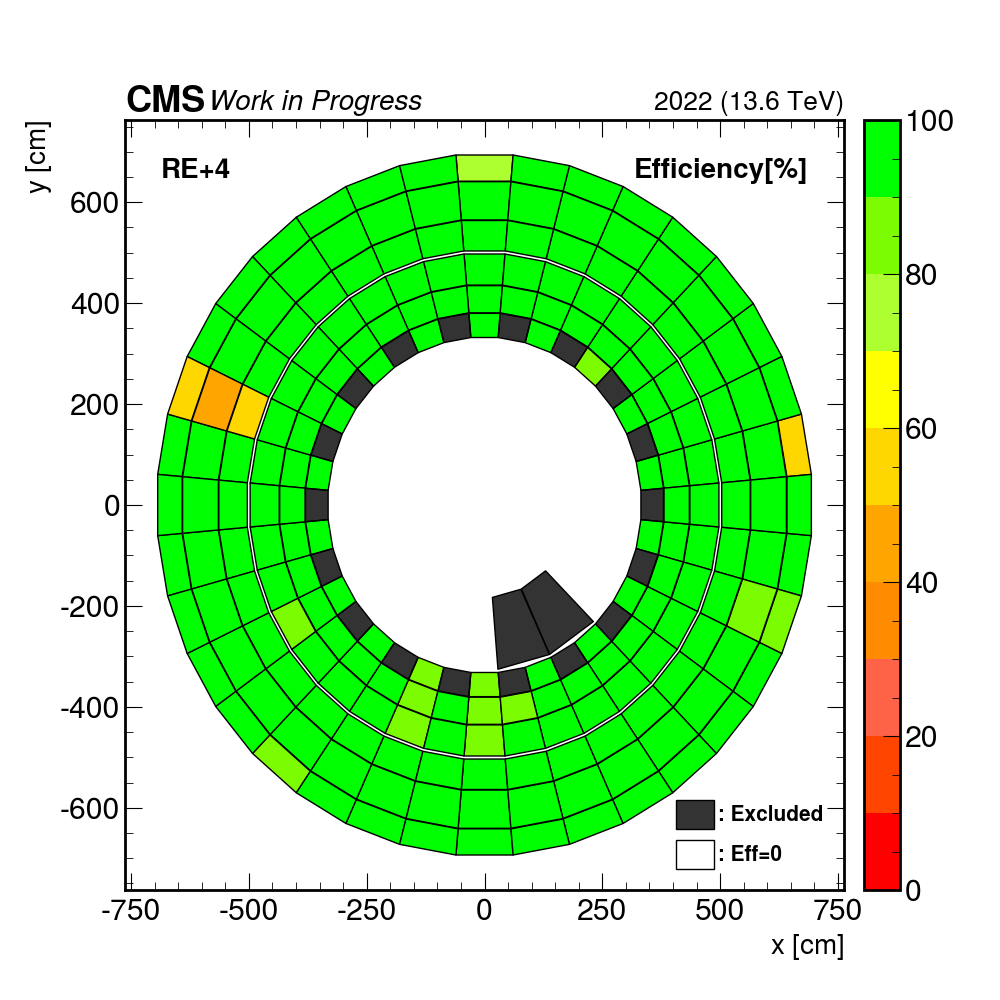 CMS Work in Progress 2022 (13.6 TeV)
RE+4 Efficiency[%]
y [cm]
600
400
200
0
-200
-400
-600
-750 -500 -250 0 250 500 750
x [cm]
100
80
60
40
20
0
: Excluded
: Eff=0